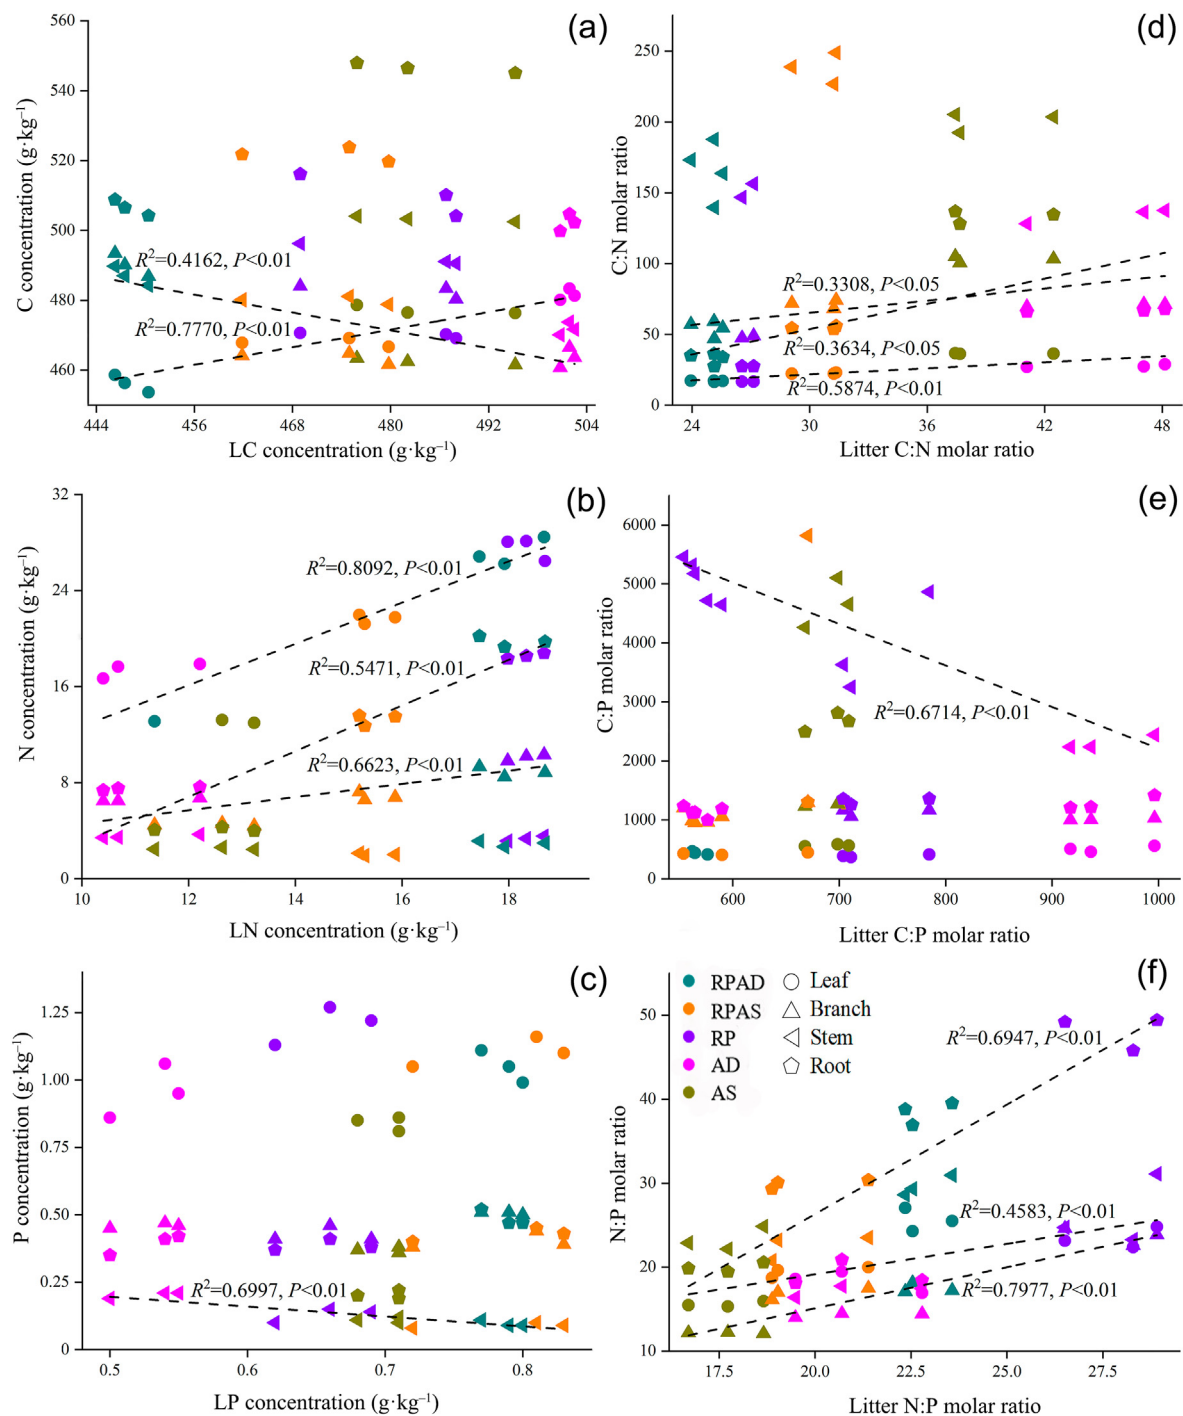 (a)
560
540
520
500
480
460
C concentration (g·kg⁻¹)
R²=0.4162, P<0.01
R²=0.7770, P<0.01
444 456 468 480 492 504
LC concentration (g·kg⁻¹)
(d)
250
200
150
100
50
0
C:N molar ratio
R²=0.3308, P<0.05
R²=0.3634, P<0.05
R²=0.5874, P<0.01
24 30 36 42 48
Litter C:N molar ratio
(b)
32
24
16
8
0
N concentration (g·kg⁻¹)
R²=0.8092, P<0.01
R²=0.5471, P<0.01
R²=0.6623, P<0.01
10 12 14 16 18
LN concentration (g·kg⁻¹)
(e)
6000
5000
4000
3000
2000
1000
0
C:P molar ratio
R²=0.6714, P<0.01
600 700 800 900 1000
Litter C:P molar ratio
(c)
1.25
1.00
0.75
0.50
0.25
0
P concentration (g·kg⁻¹)
R²=0.6997, P<0.01
0.5 0.6 0.7 0.8
LP concentration (g·kg⁻¹)
(f)
RPAD Leaf
RPAS Branch
RP Stem
AD Root
AS
50
40
30
20
10
N:P molar ratio
R²=0.6947, P<0.01
R²=0.4583, P<0.01
R²=0.7977, P<0.01
17.5 20.0 22.5 25.0 27.5
Litter N:P molar ratio